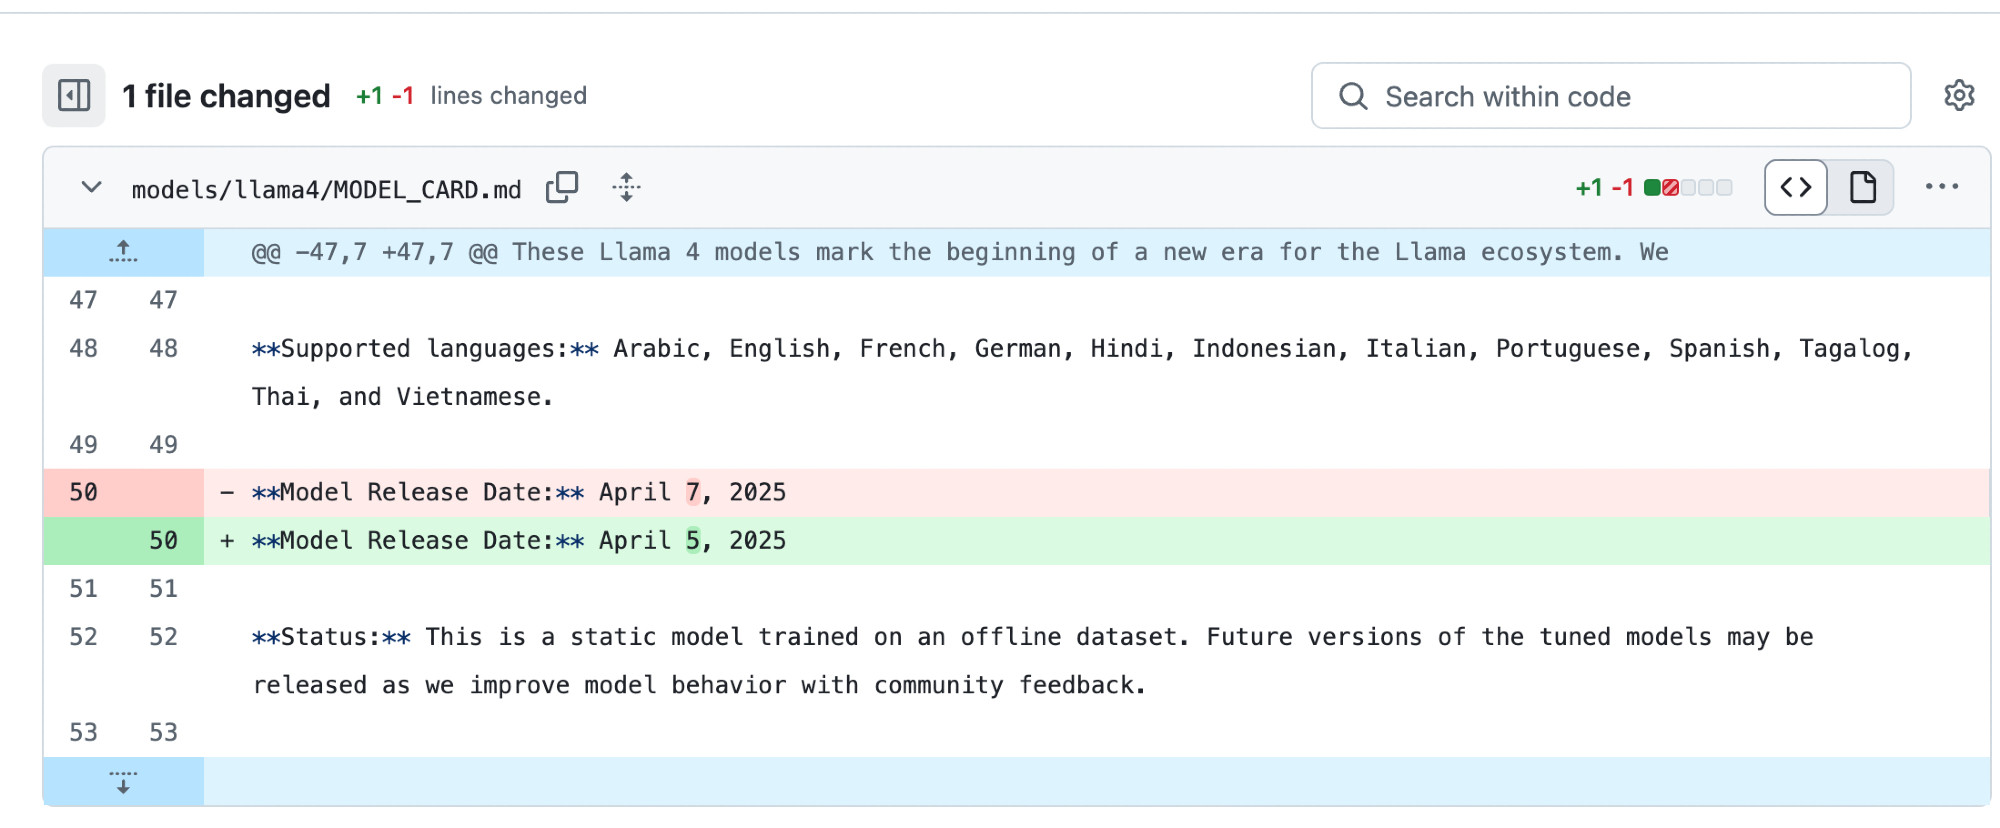 1 file changed +1 -1 lines changed
Search within code
models/llama4/MODEL_CARD.md
+1 -1
@@ -47,7 +47,7 @@ These Llama 4 models mark the beginning of a new era for the Llama ecosystem. We
47 47
48 48 **Supported languages:** Arabic, English, French, German, Hindi, Indonesian, Italian, Portuguese, Spanish, Tagalog,
Thai, and Vietnamese.
49 49
50 - **Model Release Date:** April 7, 2025
50 + **Model Release Date:** April 5, 2025
51 51
52 52 **Status:** This is a static model trained on an offline dataset. Future versions of the tuned models may be
released as we improve model behavior with community feedback.
53 53